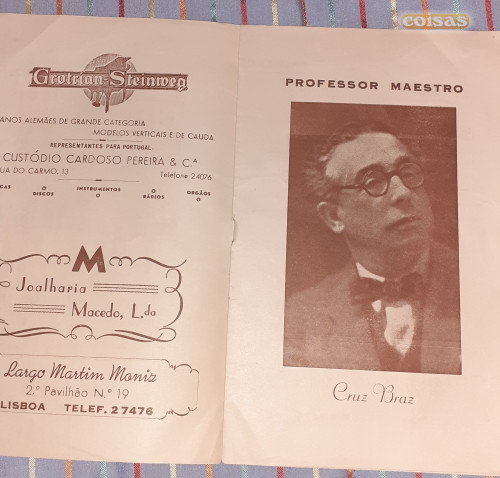 coisas
Grotrian-Steinweg
ANOS ALEMÃES DE GRANDE CATEGORIA
MODELOS VERTICAIS E DE CAUDA
REPRESENTANTES PARA PORTUGAL:
CUSTÓDIO CARDOSO PEREIRA & C.ª
UA DO CARMO, 13 Telefone 24076
CAS O DISCOS INSTRUMENTOS O O RÁDIOS ORGÃOS O
M
Joalharia
Macedo, L.da
Largo Martim Moniz
2.º Pavilhão N.º 19
LISBOA TELEF. 27476
PROFESSOR MAESTRO
Cruz Braz